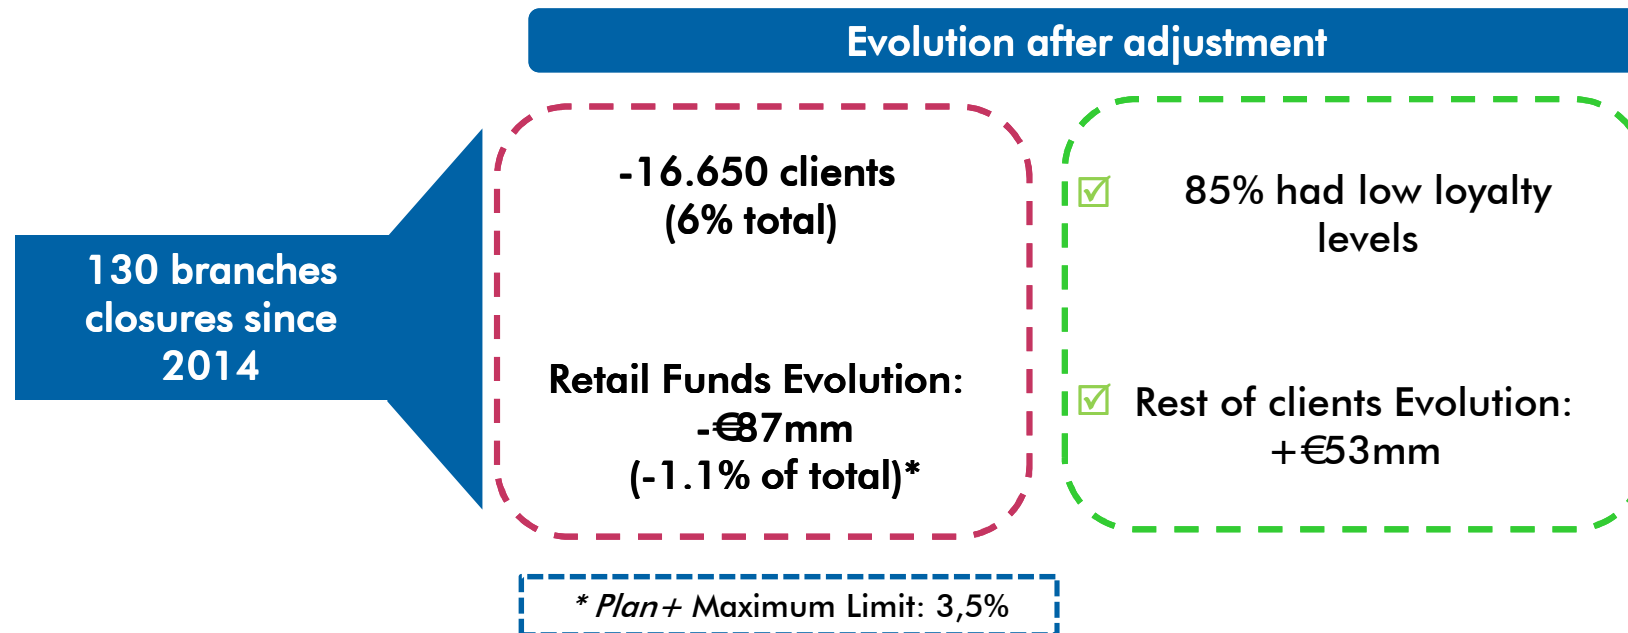 Evolution after adjustment
130 branches
closures since
2014
-16.650 clients
(6% total)
Retail Funds Evolution:
-€87mm
(-1.1% of total)*
85% had low loyalty
levels
Rest of clients Evolution:
+€53mm
* Plan+ Maximum Limit: 3,5%